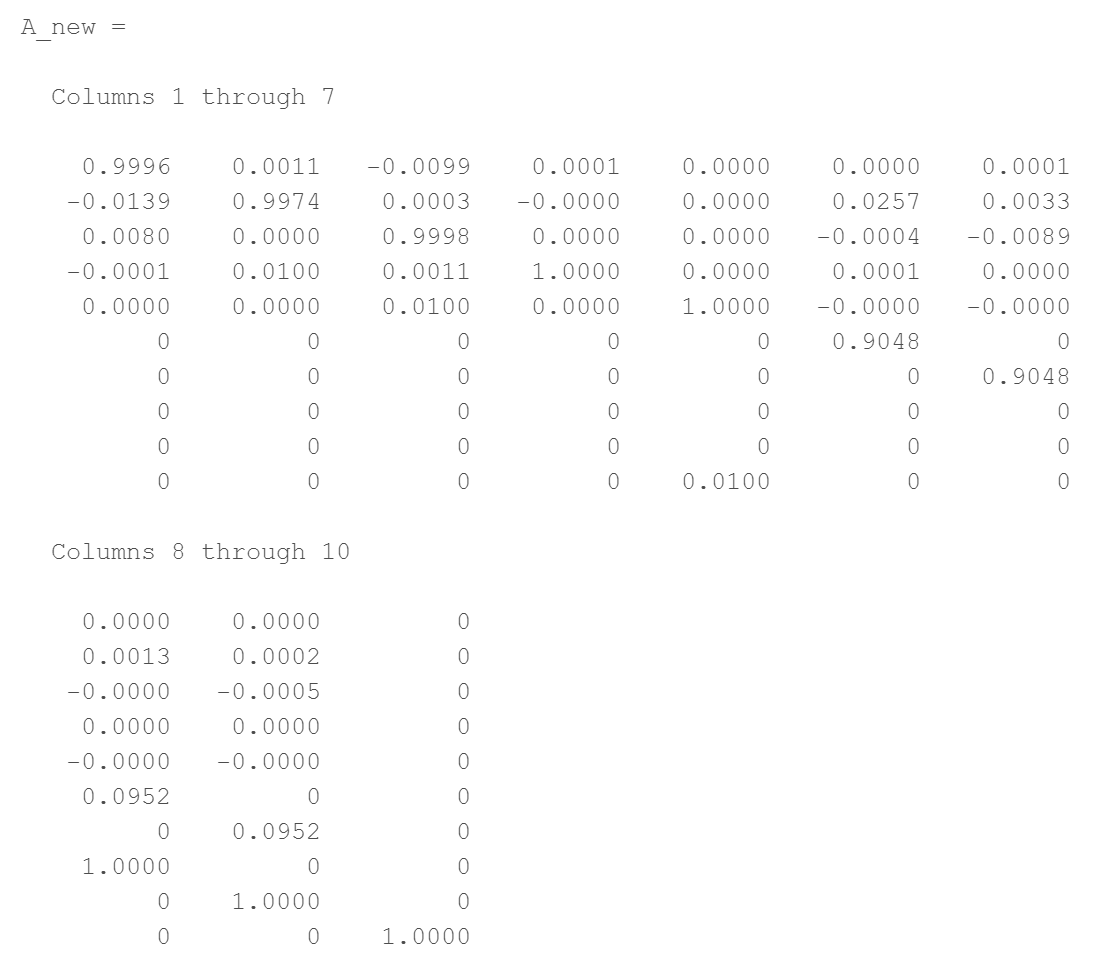 A_new =
Columns 1 through 7
0.9996 0.0011 -0.0099 0.0001 0.0000 0.0000 0.0001
-0.0139 0.9974 0.0003 -0.0000 0.0000 0.0257 0.0033
0.0080 0.0000 0.9998 0.0000 0.0000 -0.0004 -0.0089
-0.0001 0.0100 0.0011 1.0000 0.0000 0.0001 0.0000
0.0000 0.0000 0.0100 0.0000 1.0000 -0.0000 -0.0000
0 0 0 0 0 0.9048 0
0 0 0 0 0 0 0.9048
0 0 0 0 0 0 0
0 0 0 0 0 0 0
0 0 0 0 0.0100 0 0
Columns 8 through 10
0.0000 0.0000 0
0.0013 0.0002 0
-0.0000 -0.0005 0
0.0000 0.0000 0
-0.0000 -0.0000 0
0.0952 0 0
0 0.0952 0
1.0000 0 0
0 1.0000 0
0 0 1.0000